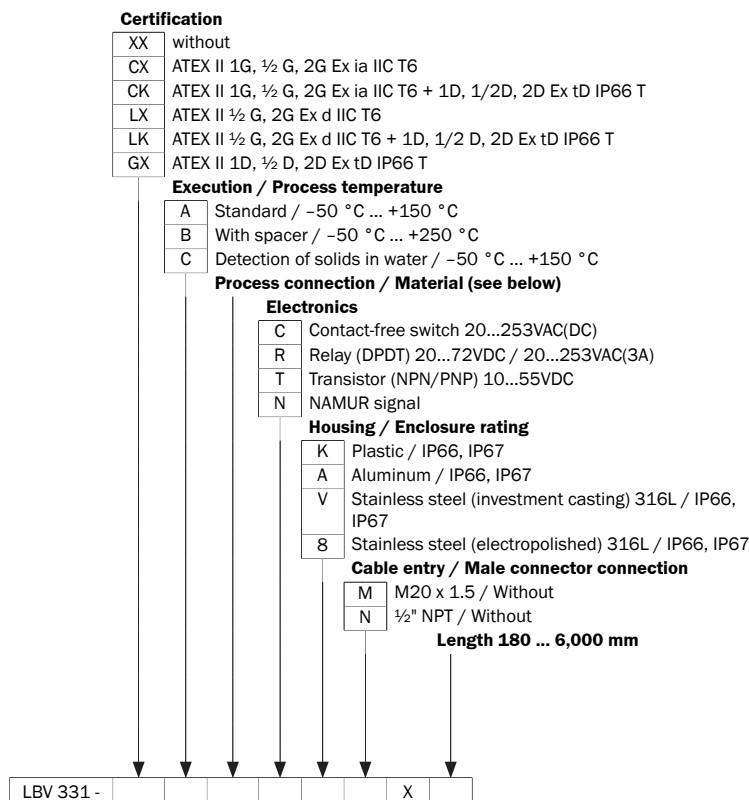 Certification
XX without
CX ATEX II 1G, ½ G, 2G Ex ia IIC T6
CK ATEX II 1G, ½ G, 2G Ex ia IIC T6 + 1D, 1/2D, 2D Ex tD IP66 T
LX ATEX II ½ G, 2G Ex d IIC T6
LK ATEX II ½ G, 2G Ex d IIC T6 + 1D, 1/2 D, 2D Ex tD IP66 T
GX ATEX II 1D, ½ D, 2D Ex tD IP66 T
Execution / Process temperature
A Standard / –50 °C ... +150 °C
B With spacer / –50 °C ... +250 °C
C Detection of solids in water / –50 °C ... +150 °C
Process connection / Material (see below)
Electronics
C Contact-free switch 20...253VAC(DC)
R Relay (DPDT) 20...72VDC / 20...253VAC(3A)
T Transistor (NPN/PNP) 10...55VDC
N NAMUR signal
Housing / Enclosure rating
K Plastic / IP66, IP67
A Aluminum / IP66, IP67
V Stainless steel (investment casting) 316L / IP66,
IP67
8 Stainless steel (electropolished) 316L / IP66, IP67
Cable entry / Male connector connection
M M20 x 1.5 / Without
N ½" NPT / Without
Length 180 ... 6,000 mm
LBV 331 - X